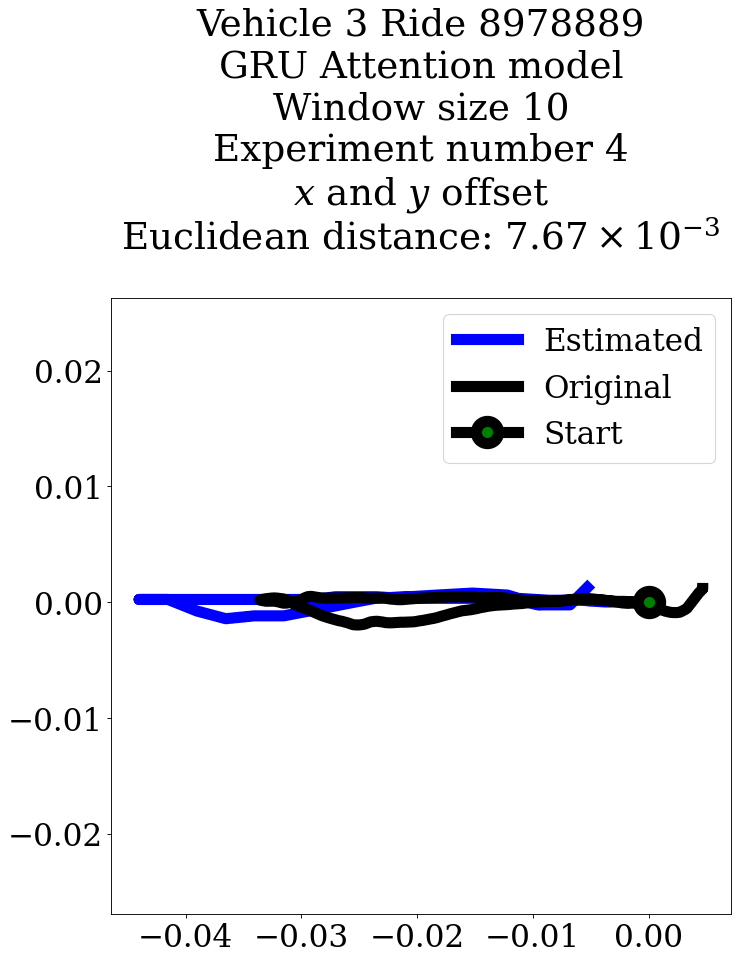 Vehicle 3 Ride 8978889
GRU Attention model
Window size 10
Experiment number 4
x and y offset
Euclidean distance: 7.67 × 10⁻³
Estimated
Original
Start
0.02
0.01
0.00
−0.01
−0.02
−0.04 −0.03 −0.02 −0.01 0.00